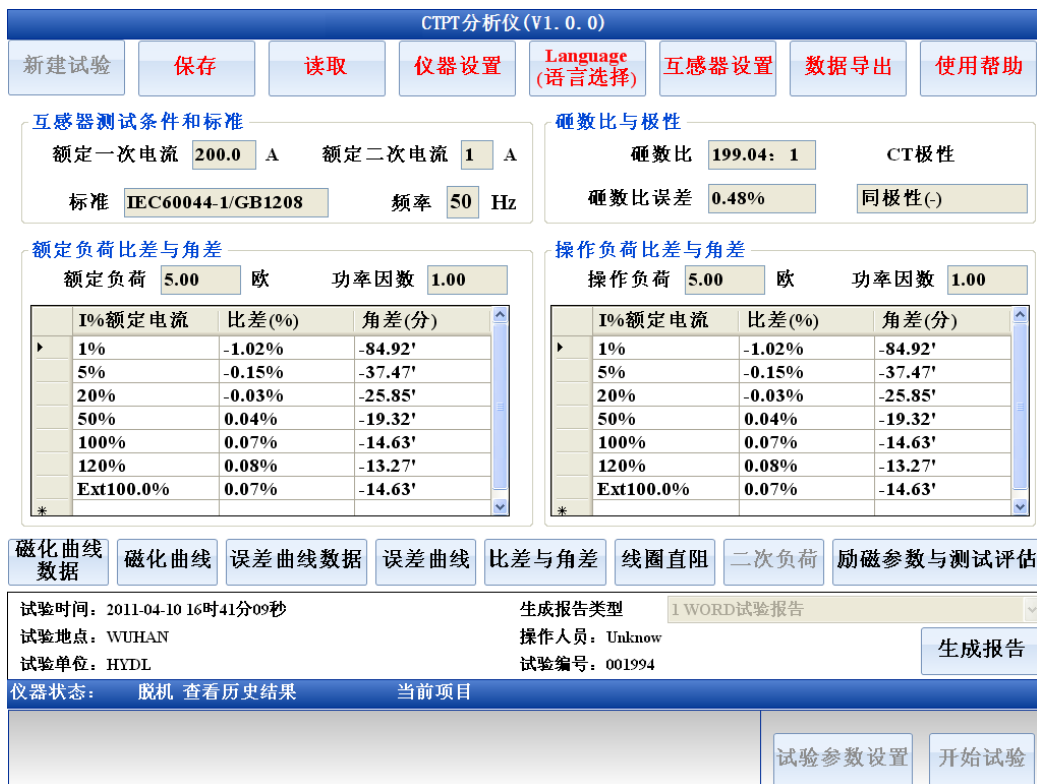 CTPT分析仪(V1.0.0)
新建试验 保存 读取 仪器设置 Language 互感器设置 数据导出 使用帮助
(语言选择)
互感器测试条件和标准
额定一次电流 200.0 A 额定二次电流 1 A
标准 IEC60044-1/GB1208 频率 50 Hz
砸数比与极性
砸数比 199.04：1 CT极性
砸数比误差 0.48% 同极性(-)
额定负荷比差与角差
额定负荷 5.00 欧 功率因数 1.00
I%额定电流 比差(%) 角差(分)
1% -1.02% -84.92'
5% -0.15% -37.47'
20% -0.03% -25.85'
50% 0.04% -19.32'
100% 0.07% -14.63'
120% 0.08% -13.27'
Ext100.0% 0.07% -14.63'
操作负荷比差与角差
操作负荷 5.00 欧 功率因数 1.00
I%额定电流 比差(%) 角差(分)
1% -1.02% -84.92'
5% -0.15% -37.47'
20% -0.03% -25.85'
50% 0.04% -19.32'
100% 0.07% -14.63'
120% 0.08% -13.27'
Ext100.0% 0.07% -14.63'
磁化曲线
数据
磁化曲线 误差曲线数据 误差曲线 比差与角差 线圈直阻 二次负荷 励磁参数与测试评估
试验时间：2011-04-10 16时41分09秒 生成报告类型 1 WORD试验报告
试验地点：WUHAN 操作人员：Unknow
试验单位：HYDL 试验编号：001994
生成报告
仪器状态： 脱机 查看历史结果 当前项目
试验参数设置 开始试验